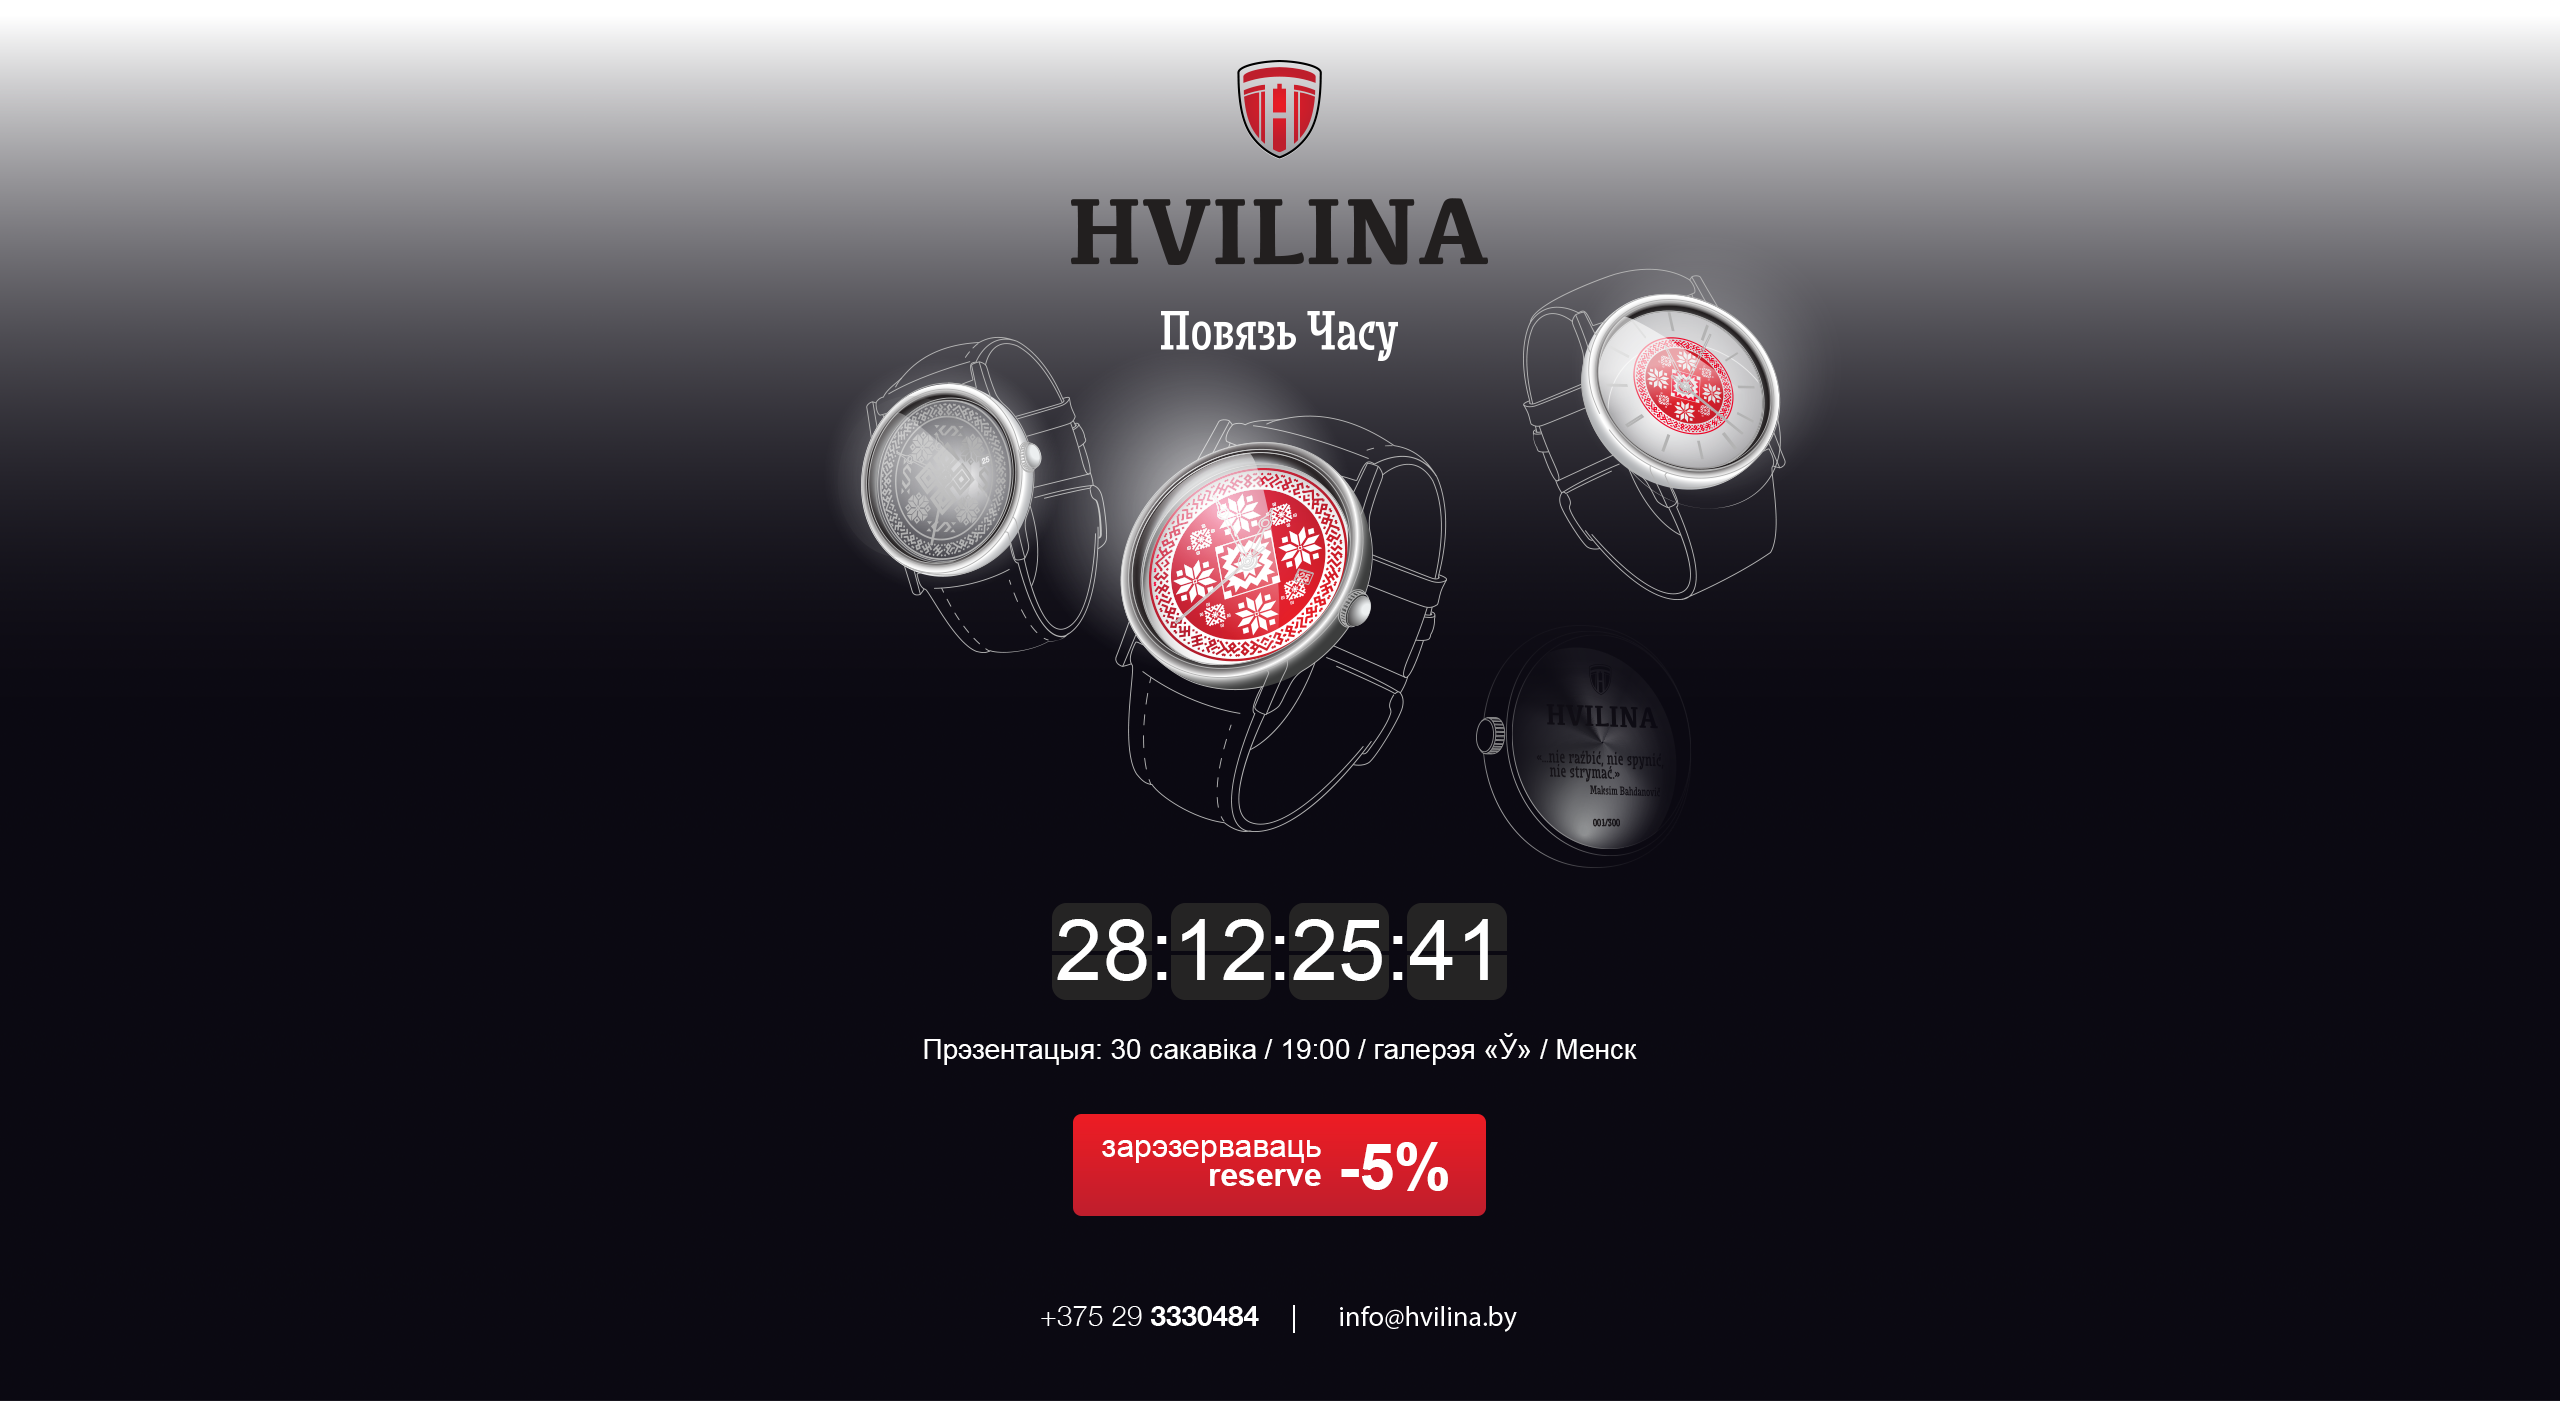 HVILINA
Повязь Часу
HVILINA
«...nie raźbić, nie spynić,
nie strymać.»
Maksim Bahdanovič
001/300
28:12:25:41
Прэзентацыя: 30 сакавіка / 19:00 / галерэя «Ў» / Менск
зарэзерваваць
reserve -5%
+375 29 3330484 | info@hvilina.by